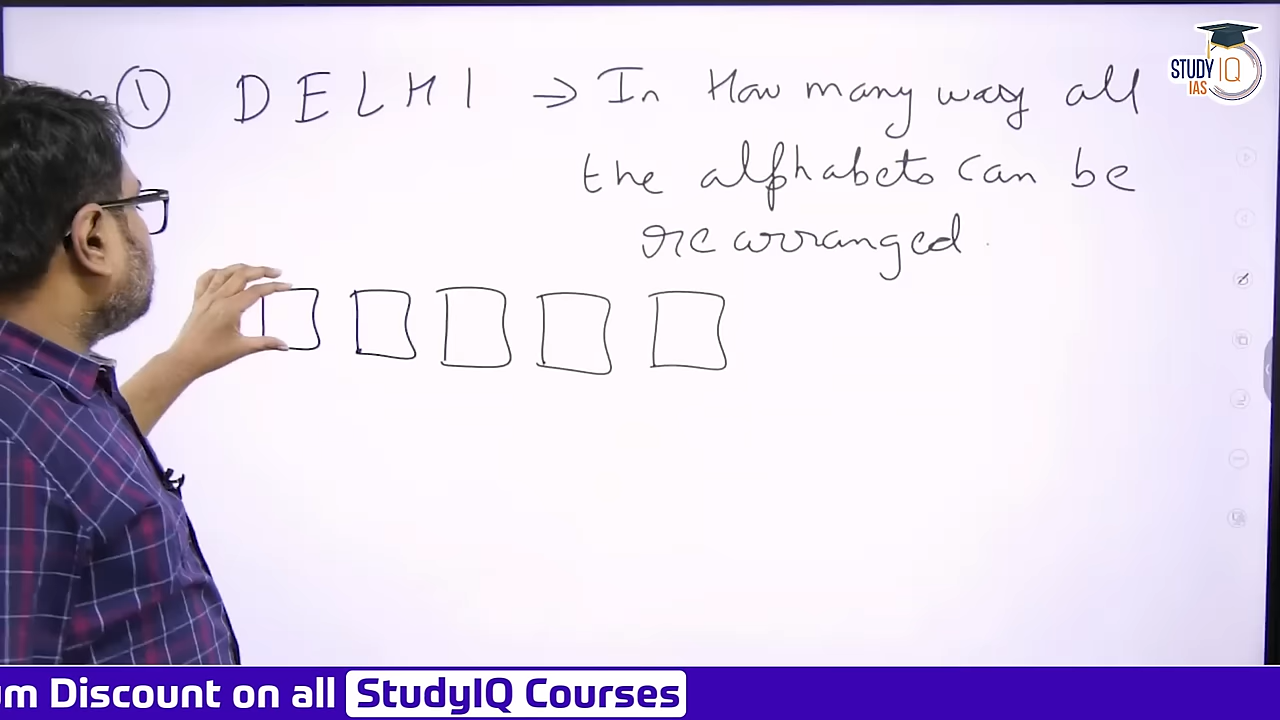 ① D E L H I → In How many way all
the alphabets can be
rearranged.
STUDY IQ
IAS
um Discount on all StudyIQ Courses